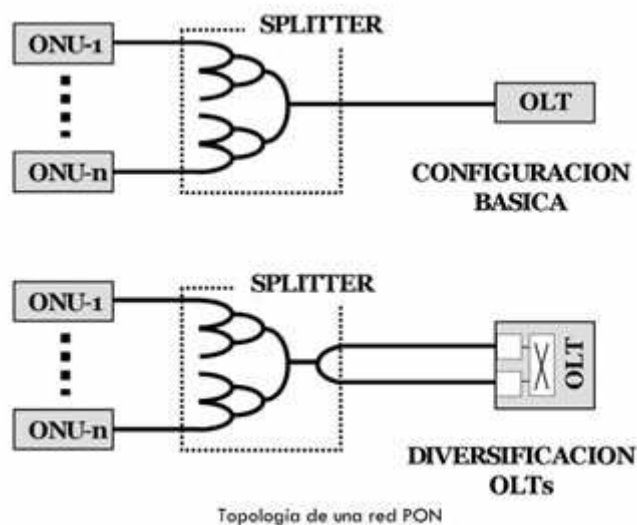 SPLITTER
ONU-1
OLT
ONU-n
CONFIGURACION
BASICA
SPLITTER
ONU-1
OLT
ONU-n
DIVERSIFICACION
OLTs
Topología de una red PON